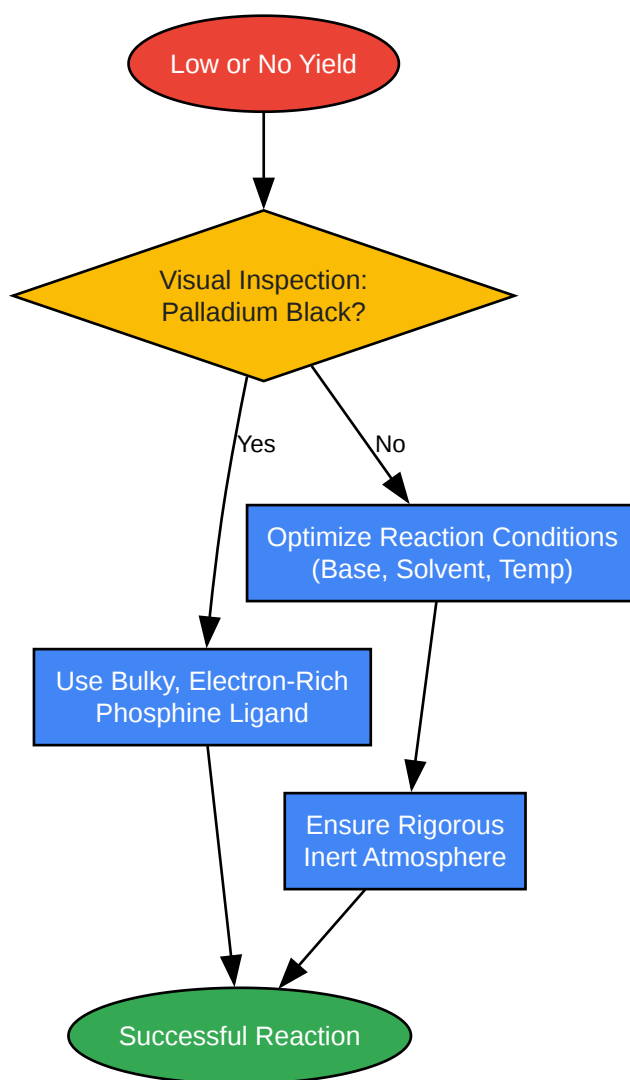 Low or No Yield
Visual Inspection:
Palladium Black?
Yes
No
Optimize Reaction Conditions
(Base, Solvent, Temp)
Use Bulky, Electron-Rich
Phosphine Ligand
Ensure Rigorous
Inert Atmosphere
Successful Reaction